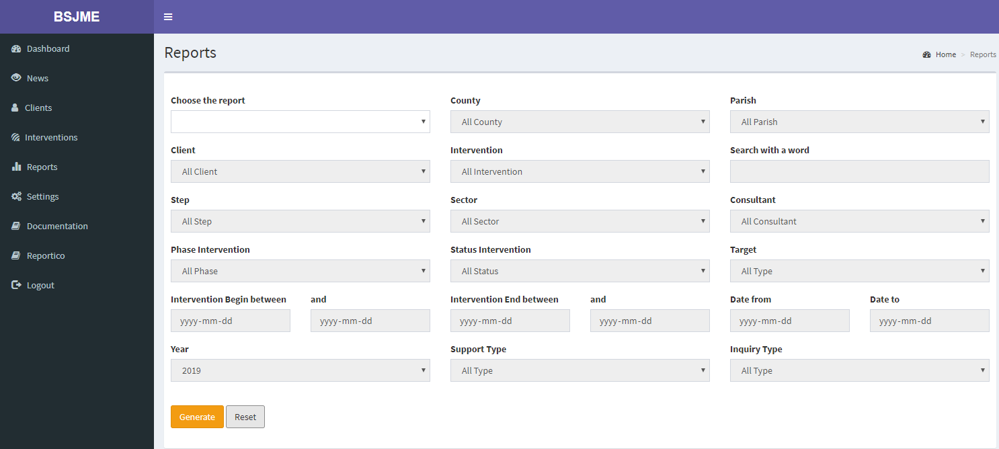 BSJME
Dashboard
News
Clients
Interventions
Reports
Settings
Documentation
Reportico
Logout
Reports
Home > Reports
Choose the report County Parish
All County All Parish
Client Intervention Search with a word
All Client All Intervention
Step Sector Consultant
All Step All Sector All Consultant
Phase Intervention Status Intervention Target
All Phase All Status All Type
Intervention Begin between and Intervention End between and Date from Date to
yyyy-mm-dd yyyy-mm-dd yyyy-mm-dd yyyy-mm-dd yyyy-mm-dd yyyy-mm-dd
Year Support Type Inquiry Type
2019 All Type All Type
Generate Reset